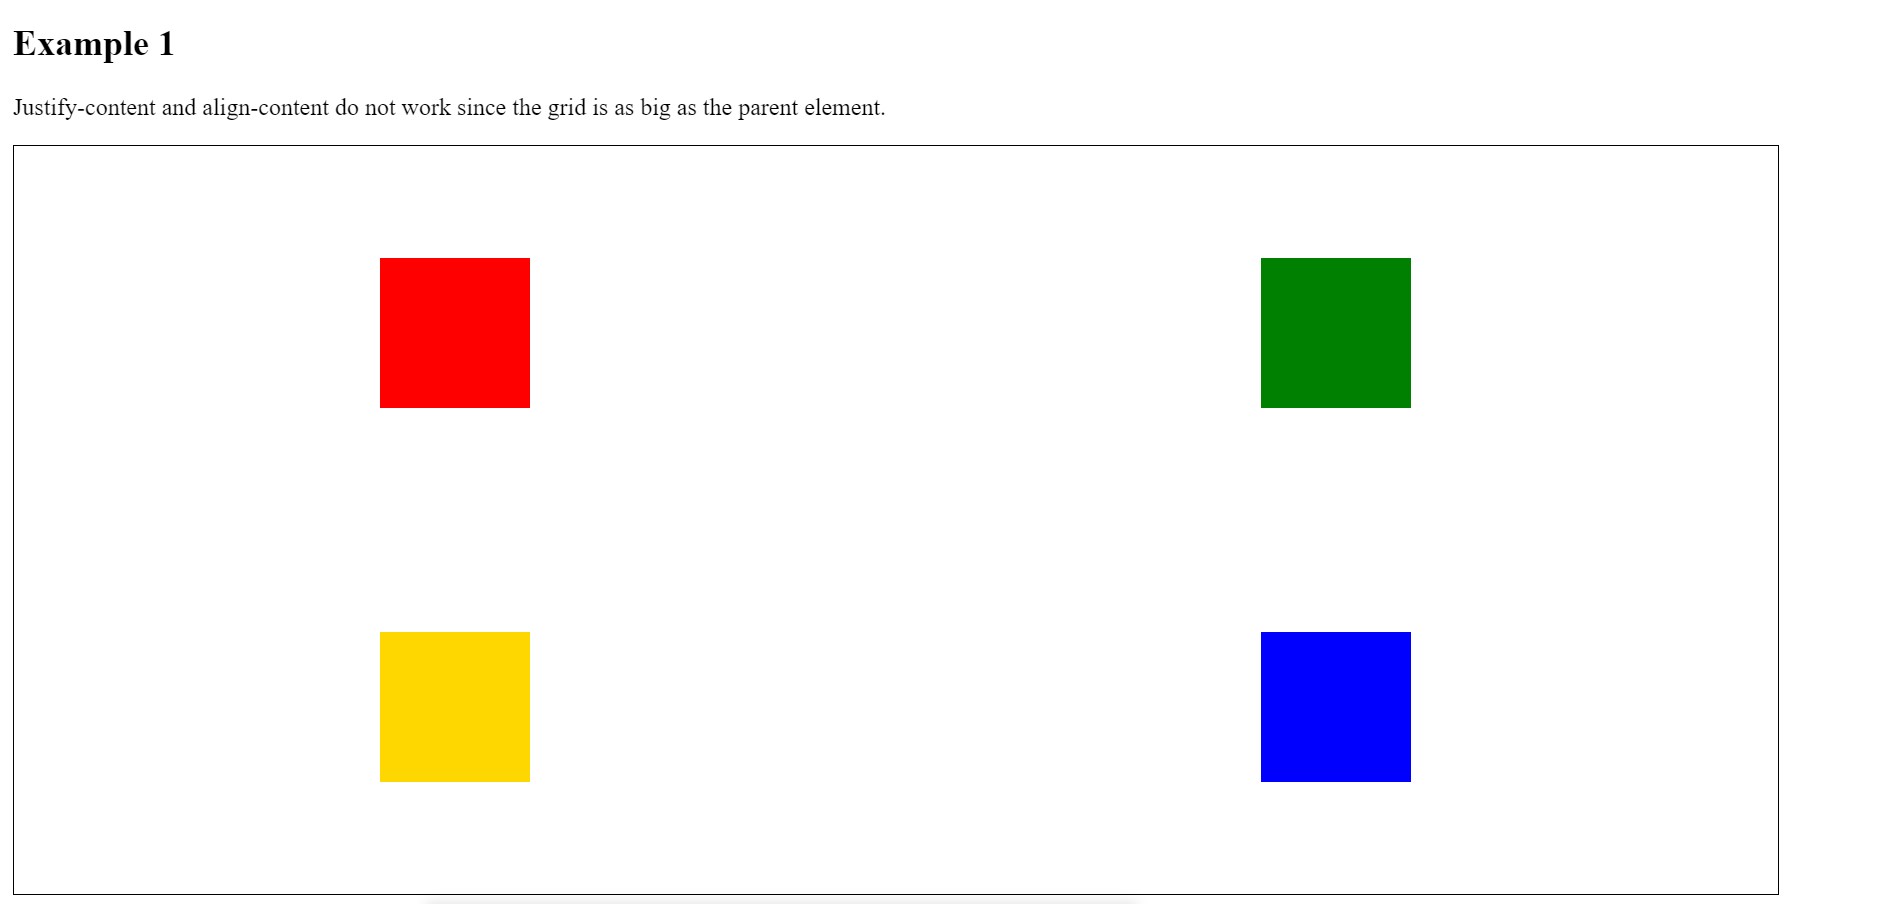 Example 1
Justify-content and align-content do not work since the grid is as big as the parent element.